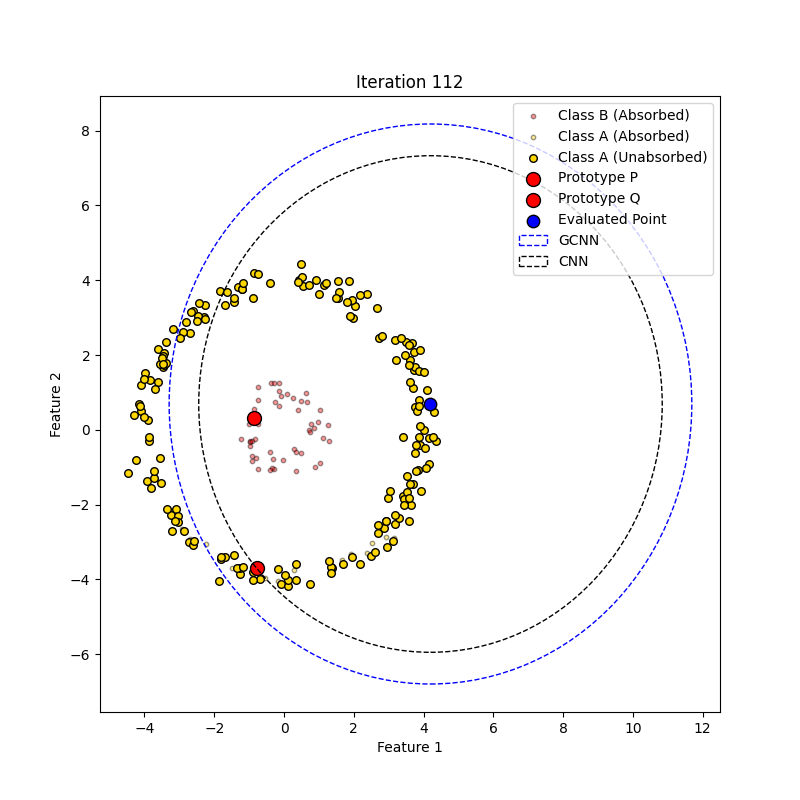 Iteration 112
Class B (Absorbed)
Class A (Absorbed)
Class A (Unabsorbed)
Prototype P
Prototype Q
Evaluated Point
GCNN
CNN
8
6
4
2
0
−2
−4
−6
Feature 2
−4 −2 0 2 4 6 8 10 12
Feature 1